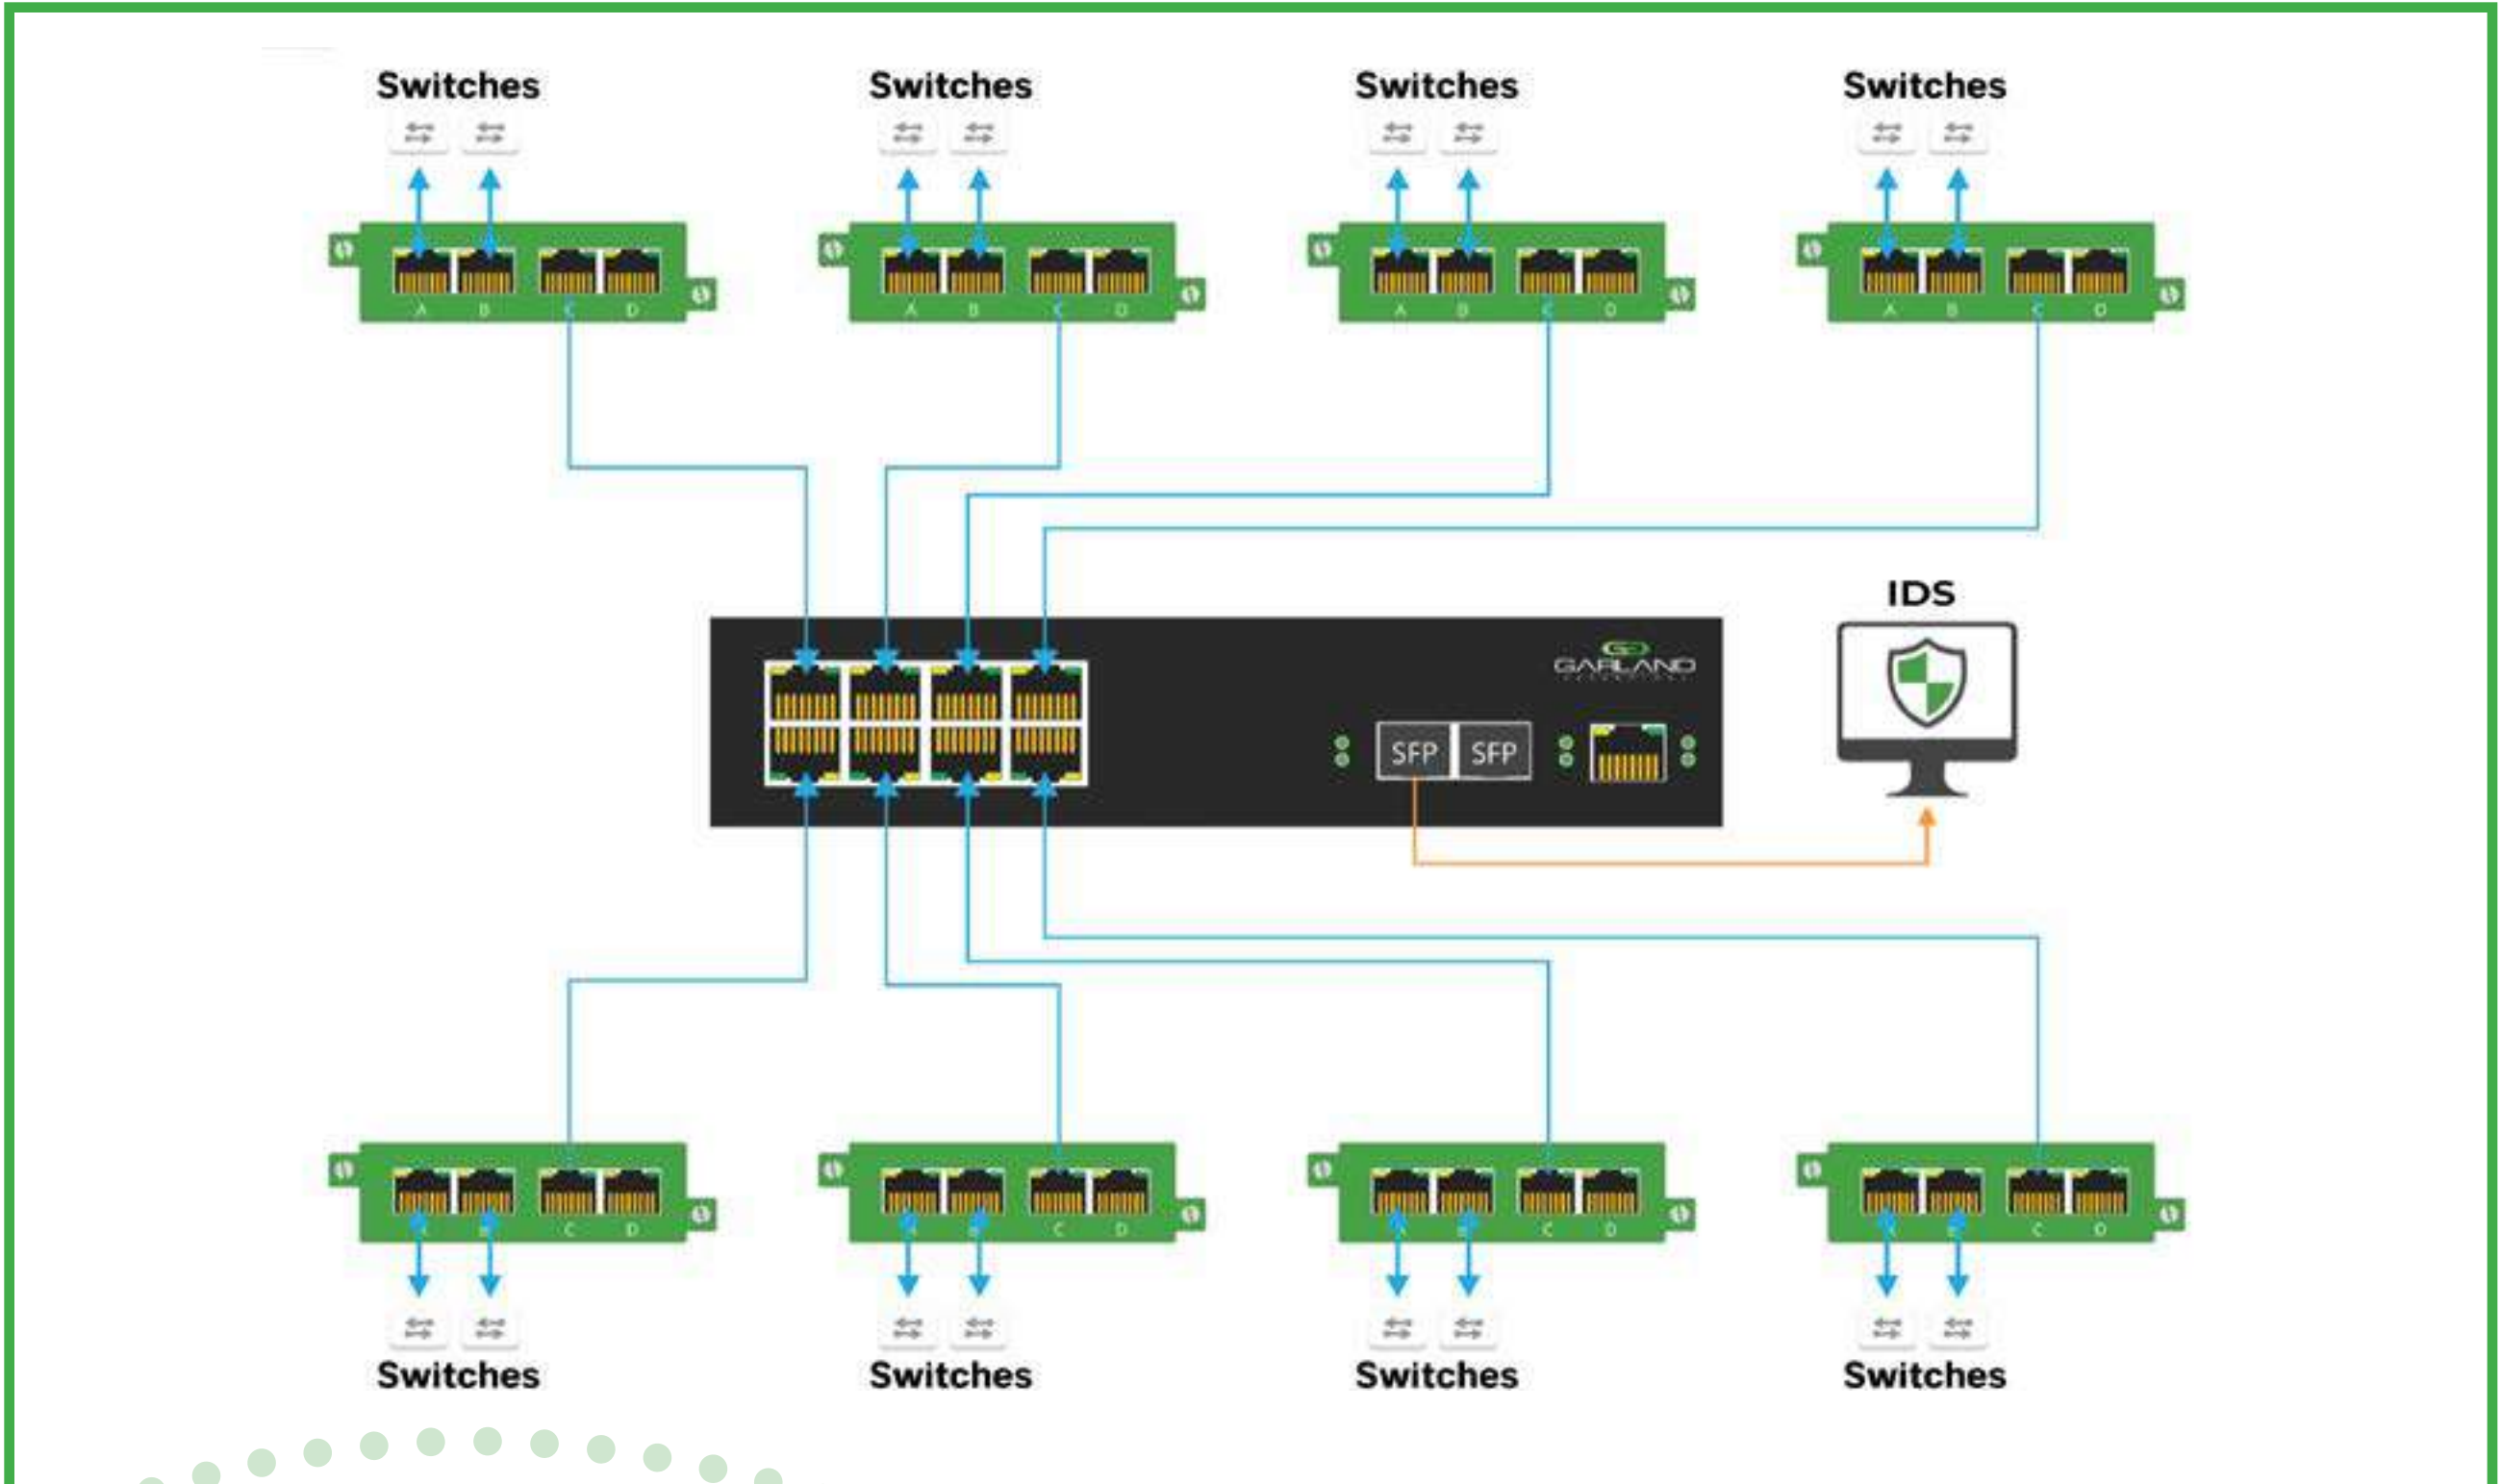 Switches Switches Switches Switches
A B C D A B C D A B C D A B C D
IDS
GARLAND
SFP SFP
C D C D C D C D
Switches Switches Switches Switches